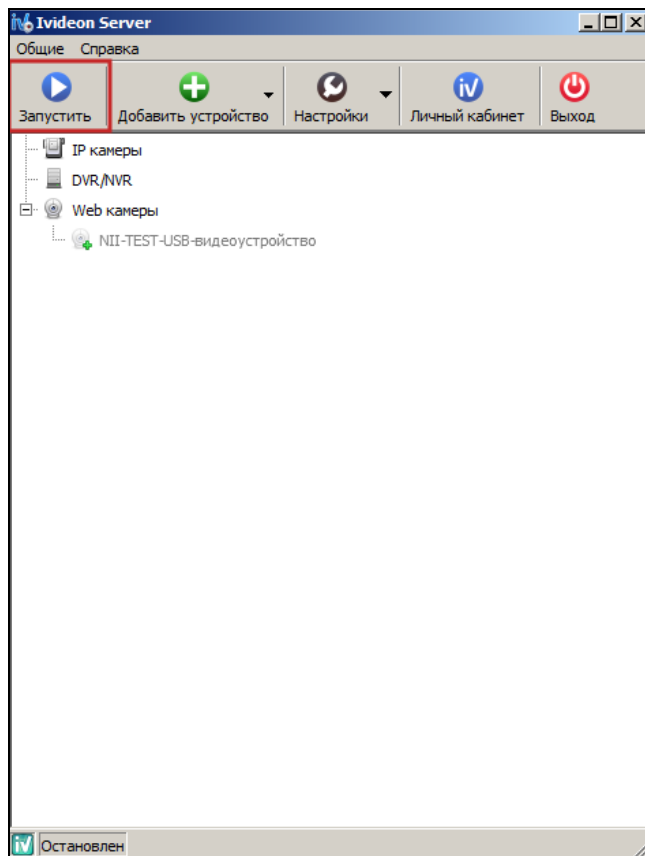 Ivideon Server
Общие Справка
Запустить Добавить устройство Настройки Личный кабинет Выход
IP камеры
DVR/NVR
Web камеры
NII-TEST-USB-видеоустройство
Остановлен